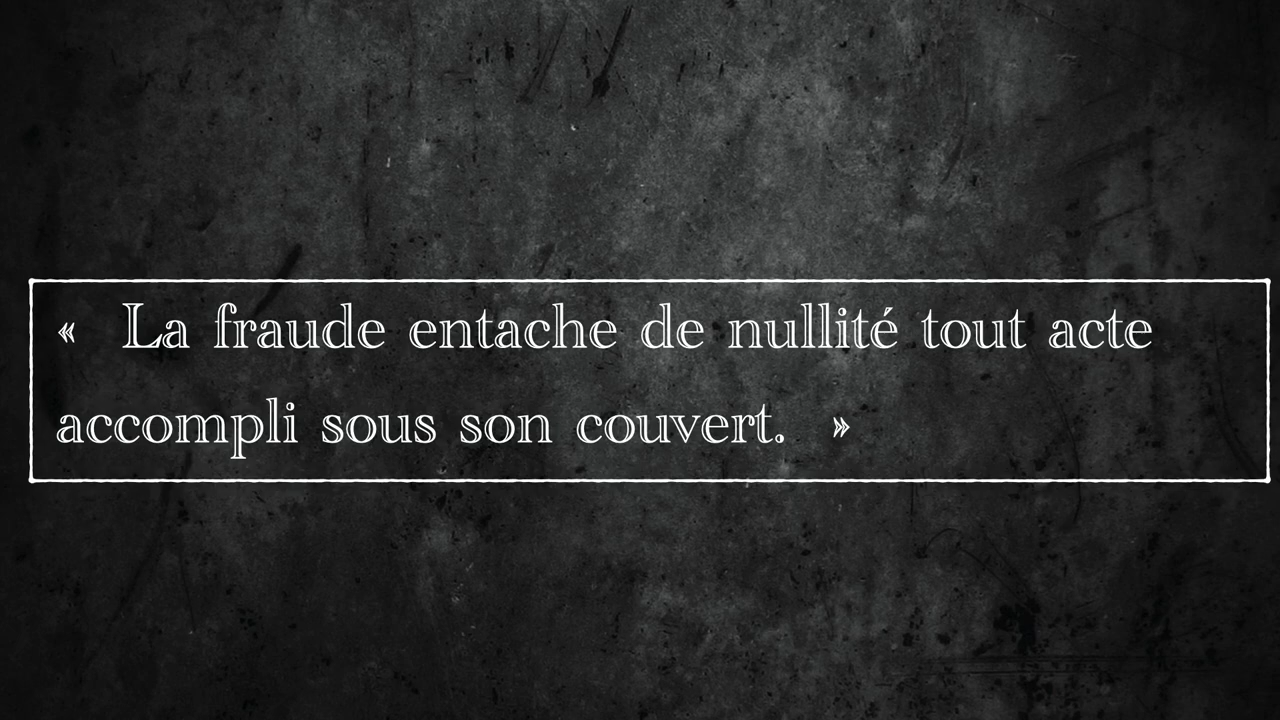 «  La fraude entache de nullité tout acte
accompli sous son couvert.  »